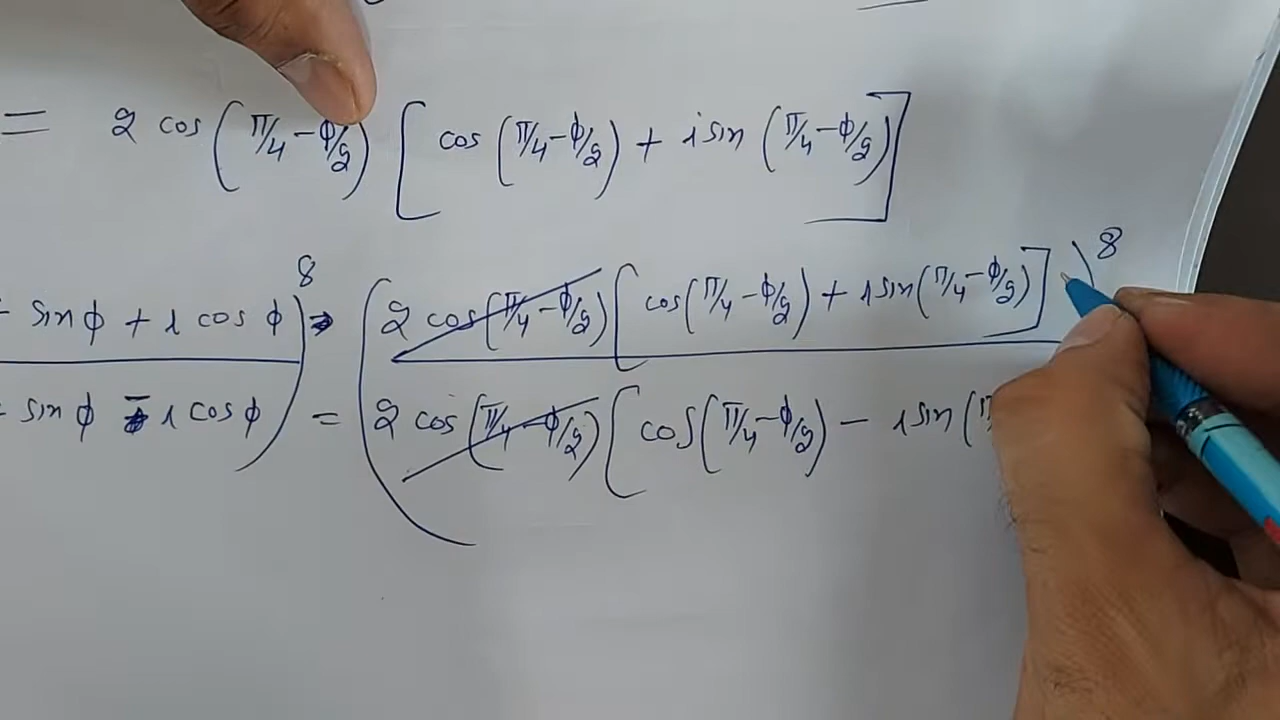 = 2 cos (π/4 - φ/2) [cos (π/4 - φ/2) + i sin (π/4 - φ/2)]
sin φ + i cos φ)⁸ ⇒ (2 cos (π/4 - φ/2) [cos (π/4 - φ/2) + i sin (π/4 - φ/2)])⁸
sin φ - i cos φ) = 2 cos (π/4 - φ/2) [cos (π/4 - φ/2) - i sin (